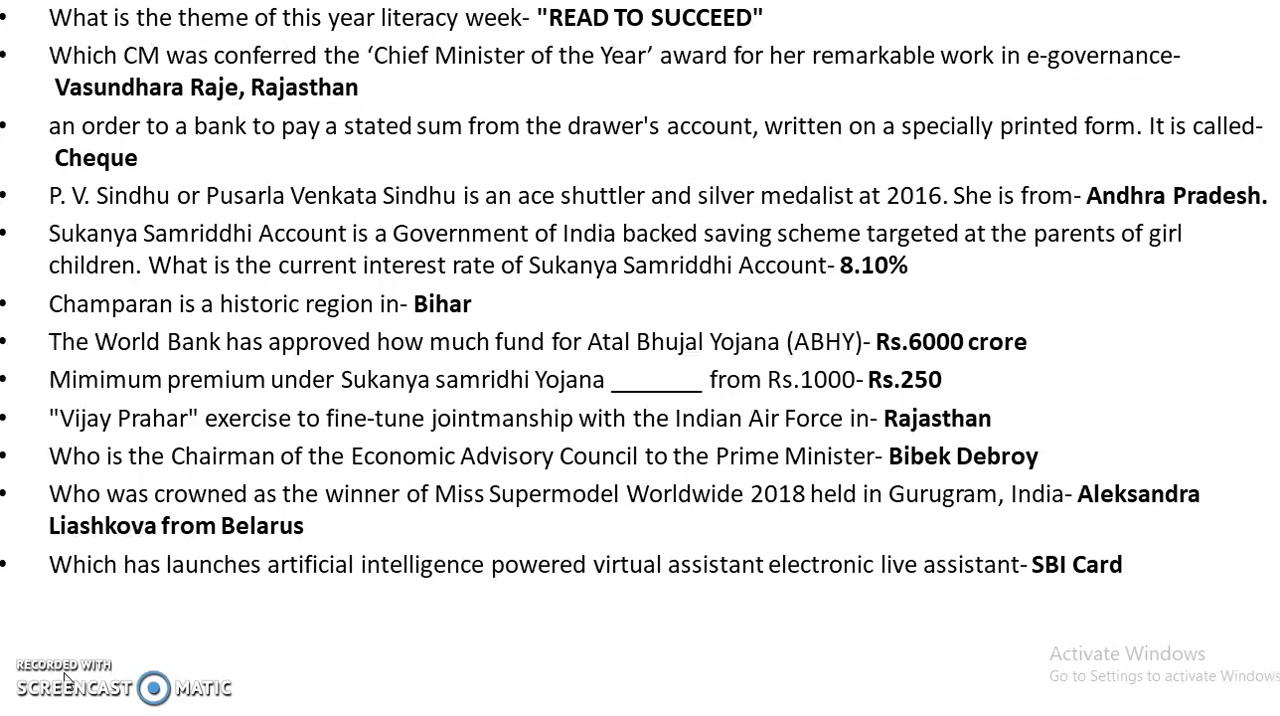 • What is the theme of this year literacy week- "READ TO SUCCEED"
• Which CM was conferred the ‘Chief Minister of the Year’ award for her remarkable work in e-governance-
Vasundhara Raje, Rajasthan
• an order to a bank to pay a stated sum from the drawer's account, written on a specially printed form. It is called-
Cheque
• P. V. Sindhu or Pusarla Venkata Sindhu is an ace shuttler and silver medalist at 2016. She is from- Andhra Pradesh.
• Sukanya Samriddhi Account is a Government of India backed saving scheme targeted at the parents of girl
children. What is the current interest rate of Sukanya Samriddhi Account- 8.10%
• Champaran is a historic region in- Bihar
• The World Bank has approved how much fund for Atal Bhujal Yojana (ABHY)- Rs.6000 crore
• Mimimum premium under Sukanya samridhi Yojana _______ from Rs.1000- Rs.250
• "Vijay Prahar" exercise to fine-tune jointmanship with the Indian Air Force in- Rajasthan
• Who is the Chairman of the Economic Advisory Council to the Prime Minister- Bibek Debroy
• Who was crowned as the winner of Miss Supermodel Worldwide 2018 held in Gurugram, India- Aleksandra
Liashkova from Belarus
• Which has launches artificial intelligence powered virtual assistant electronic live assistant- SBI Card
Activate Windows
Go to Settings to activate Windows
RECORDED WITH
SCREENCAST MATIC